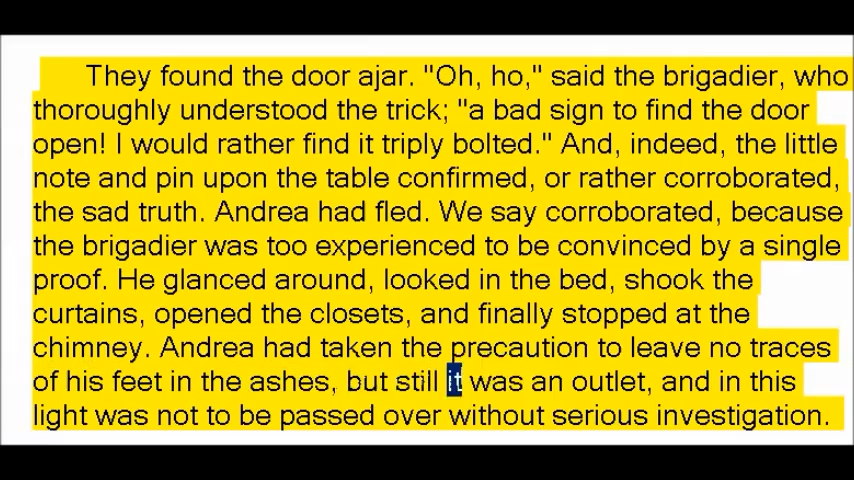 They found the door ajar. "Oh, ho," said the brigadier, who
thoroughly understood the trick; "a bad sign to find the door
open! I would rather find it triply bolted." And, indeed, the little
note and pin upon the table confirmed, or rather corroborated,
the sad truth. Andrea had fled. We say corroborated, because
the brigadier was too experienced to be convinced by a single
proof. He glanced around, looked in the bed, shook the
curtains, opened the closets, and finally stopped at the
chimney. Andrea had taken the precaution to leave no traces
of his feet in the ashes, but still it was an outlet, and in this
light was not to be passed over without serious investigation.